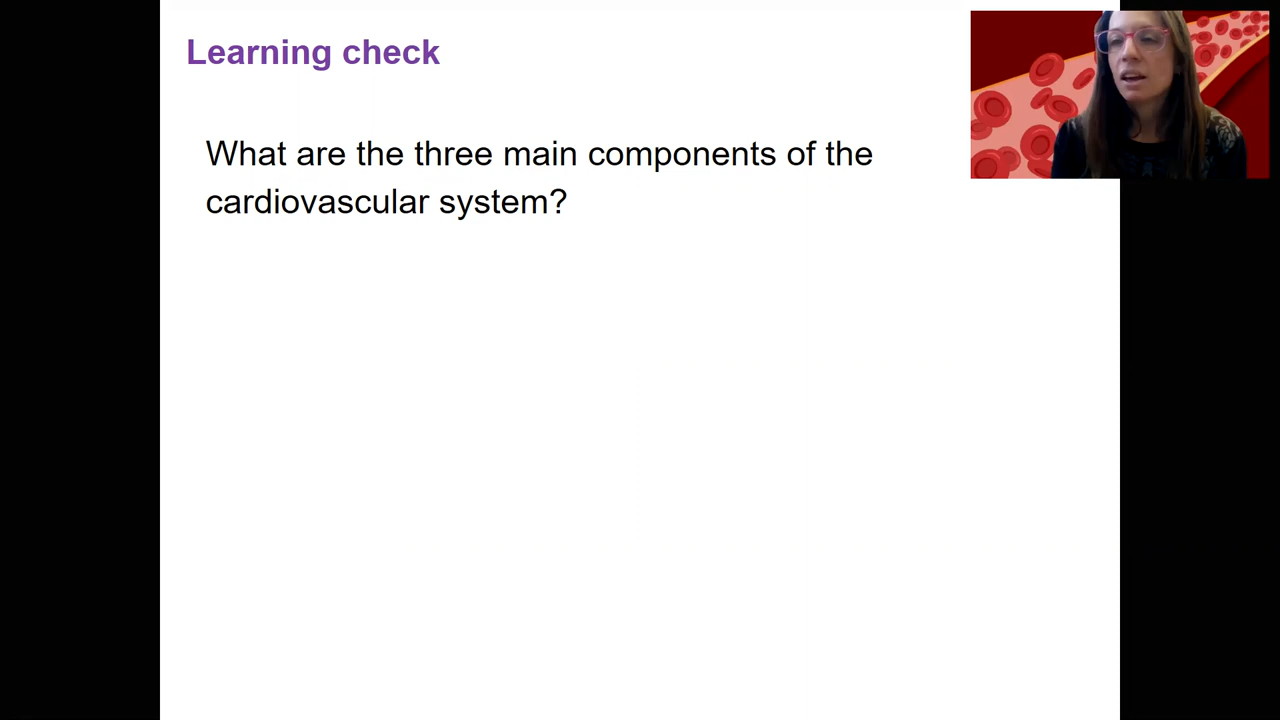 Learning check
What are the three main components of the
cardiovascular system?